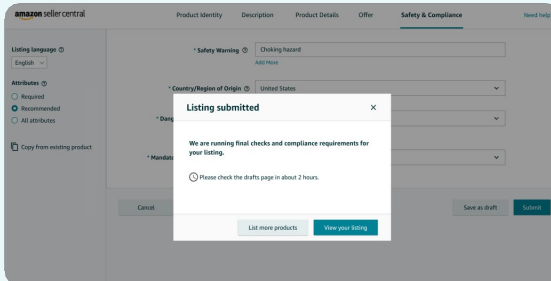 amazon seller central
Product Identity
Description
Product Details
Offer
Safety & Compliance
Need help
Listing language
English
Attributes
Required
Recommended
All attributes
Copy from existing product
* Safety Warning
Choking hazard
Add More
* Country/Region of Origin
United States
* Dang
* Mandato
Listing submitted
We are running final checks and compliance requirements for
your listing.
Please check the drafts page in about 2 hours.
List more products
View your listing
Cancel
Save as draft
Submit